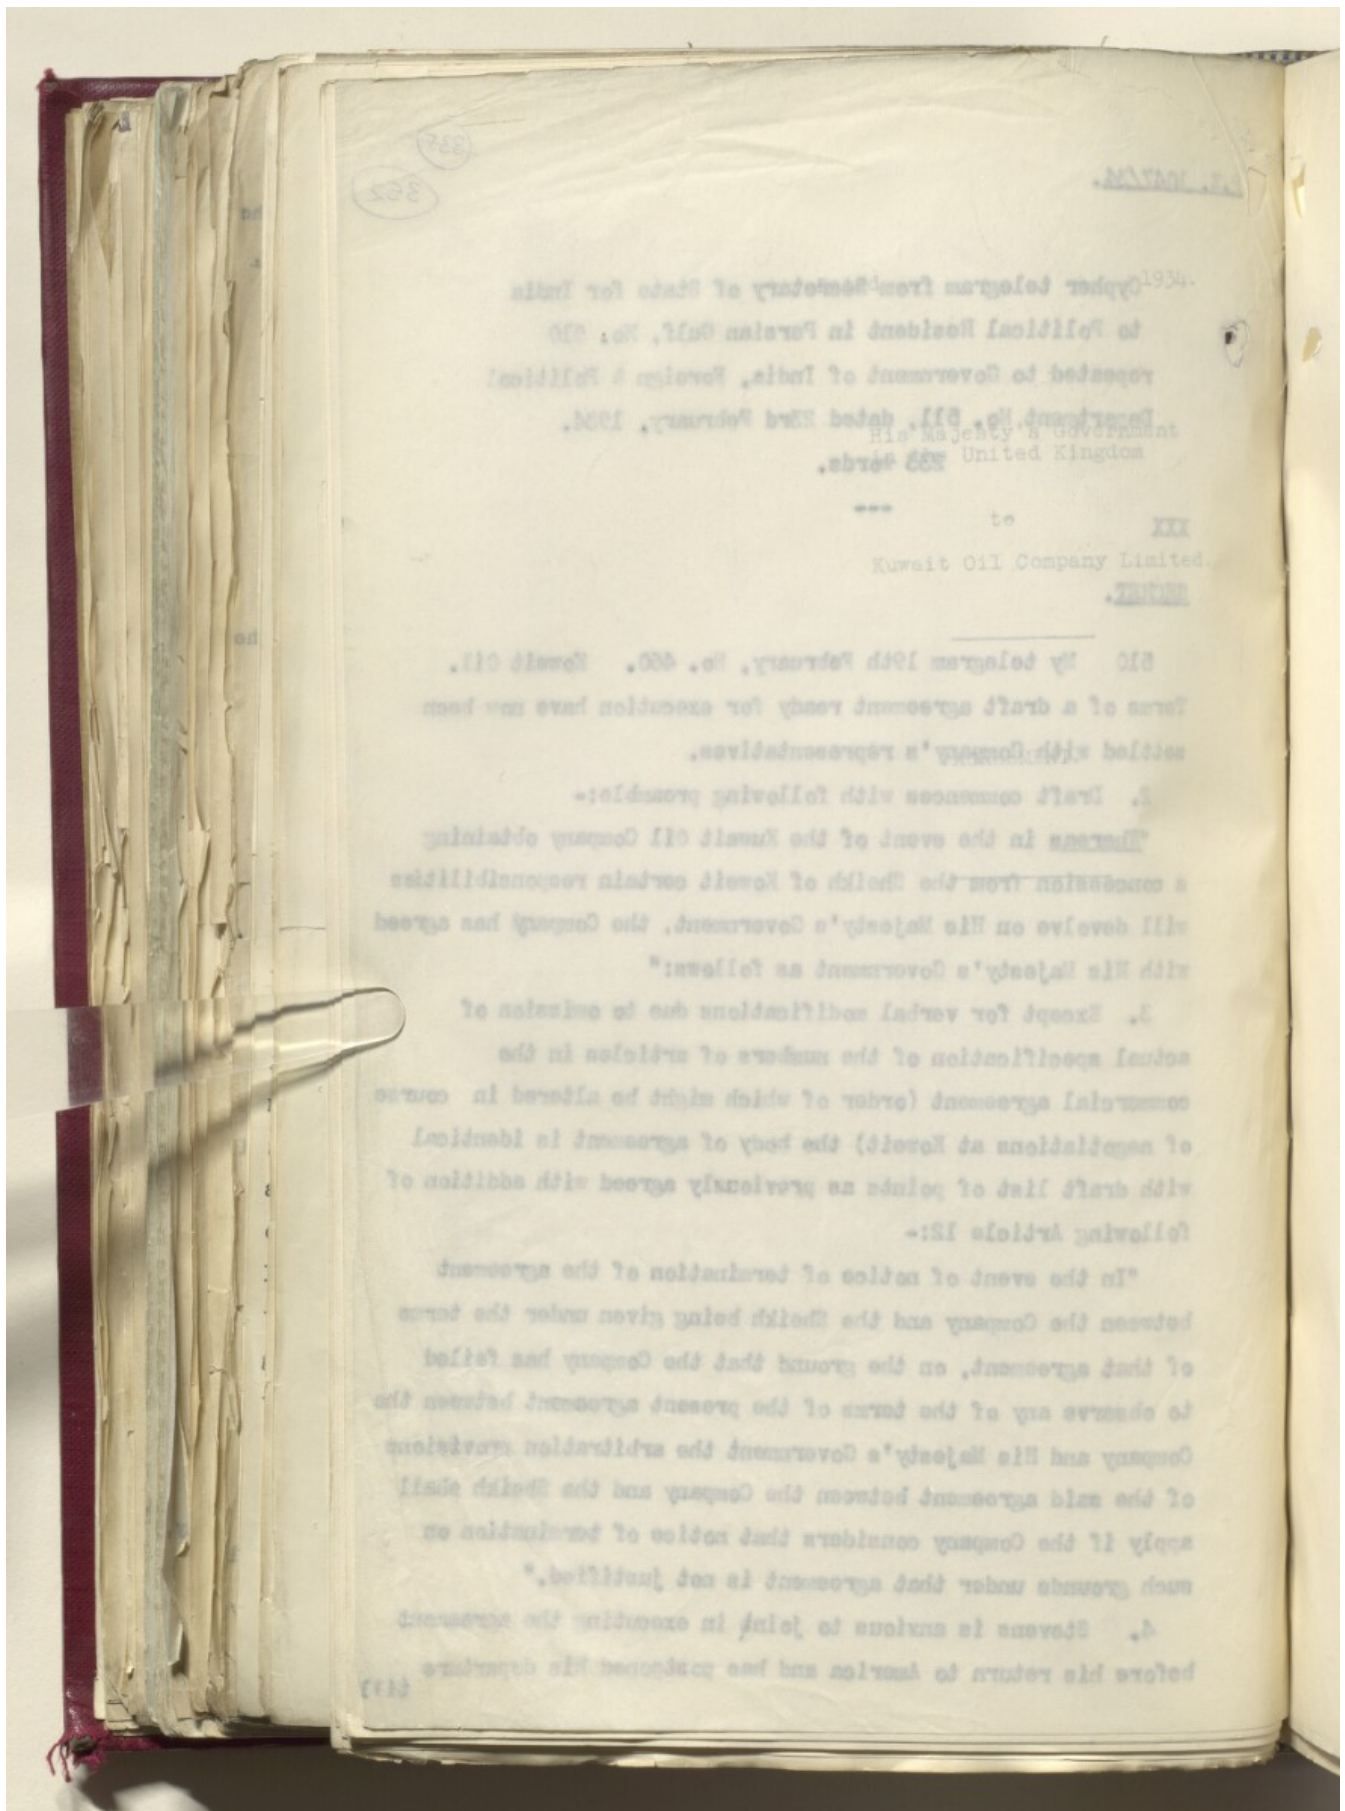 335
352
P.Z. 1047/34.
Cypher telegram from Secretary of State for India
to Political Resident in Persian Gulf, No: 510
repeated to Government of India, Foreign & Political
Department, No. 511, dated 23rd February, 1934.
233 words.
---
XXX
SECRET.
510 My telegram 19th February, No. 460. Koweit Oil.
Terms of a draft agreement ready for execution have now been
settled with Company's representatives.
2. Draft commences with following preamble:-
"Whereas in the event of the Kuwait Oil Company obtaining
a concession from the Sheikh of Koweit certain responsibilities
will devolve on His Majesty's Government, the Company has agreed
with His Majesty's Government as follows:"
3. Except for verbal modifications due to omission of
actual specification of the numbers of articles in the
commercial agreement (order of which might be altered in course
of negotiations at Koweit) the body of agreement is identical
with draft list of points as previously agreed with addition of
following Article 12:-
"In the event of notice of termination of the agreement
between the Company and the Sheikh being given under the terms
of that agreement, on the ground that the Company has failed
to observe any of the terms of the present agreement between the
Company and His Majesty's Government the arbitration provisions
of the said agreement between the Company and the Sheikh shall
apply if the Company considers that notice of termination on
such grounds under that agreement is not justified."
4. Stevens is anxious to joint in executing the agreement
before his return to America and has postponed his departure
1934.
His Majesty's Government
in the United Kingdom
to
Kuwait Oil Company Limited.